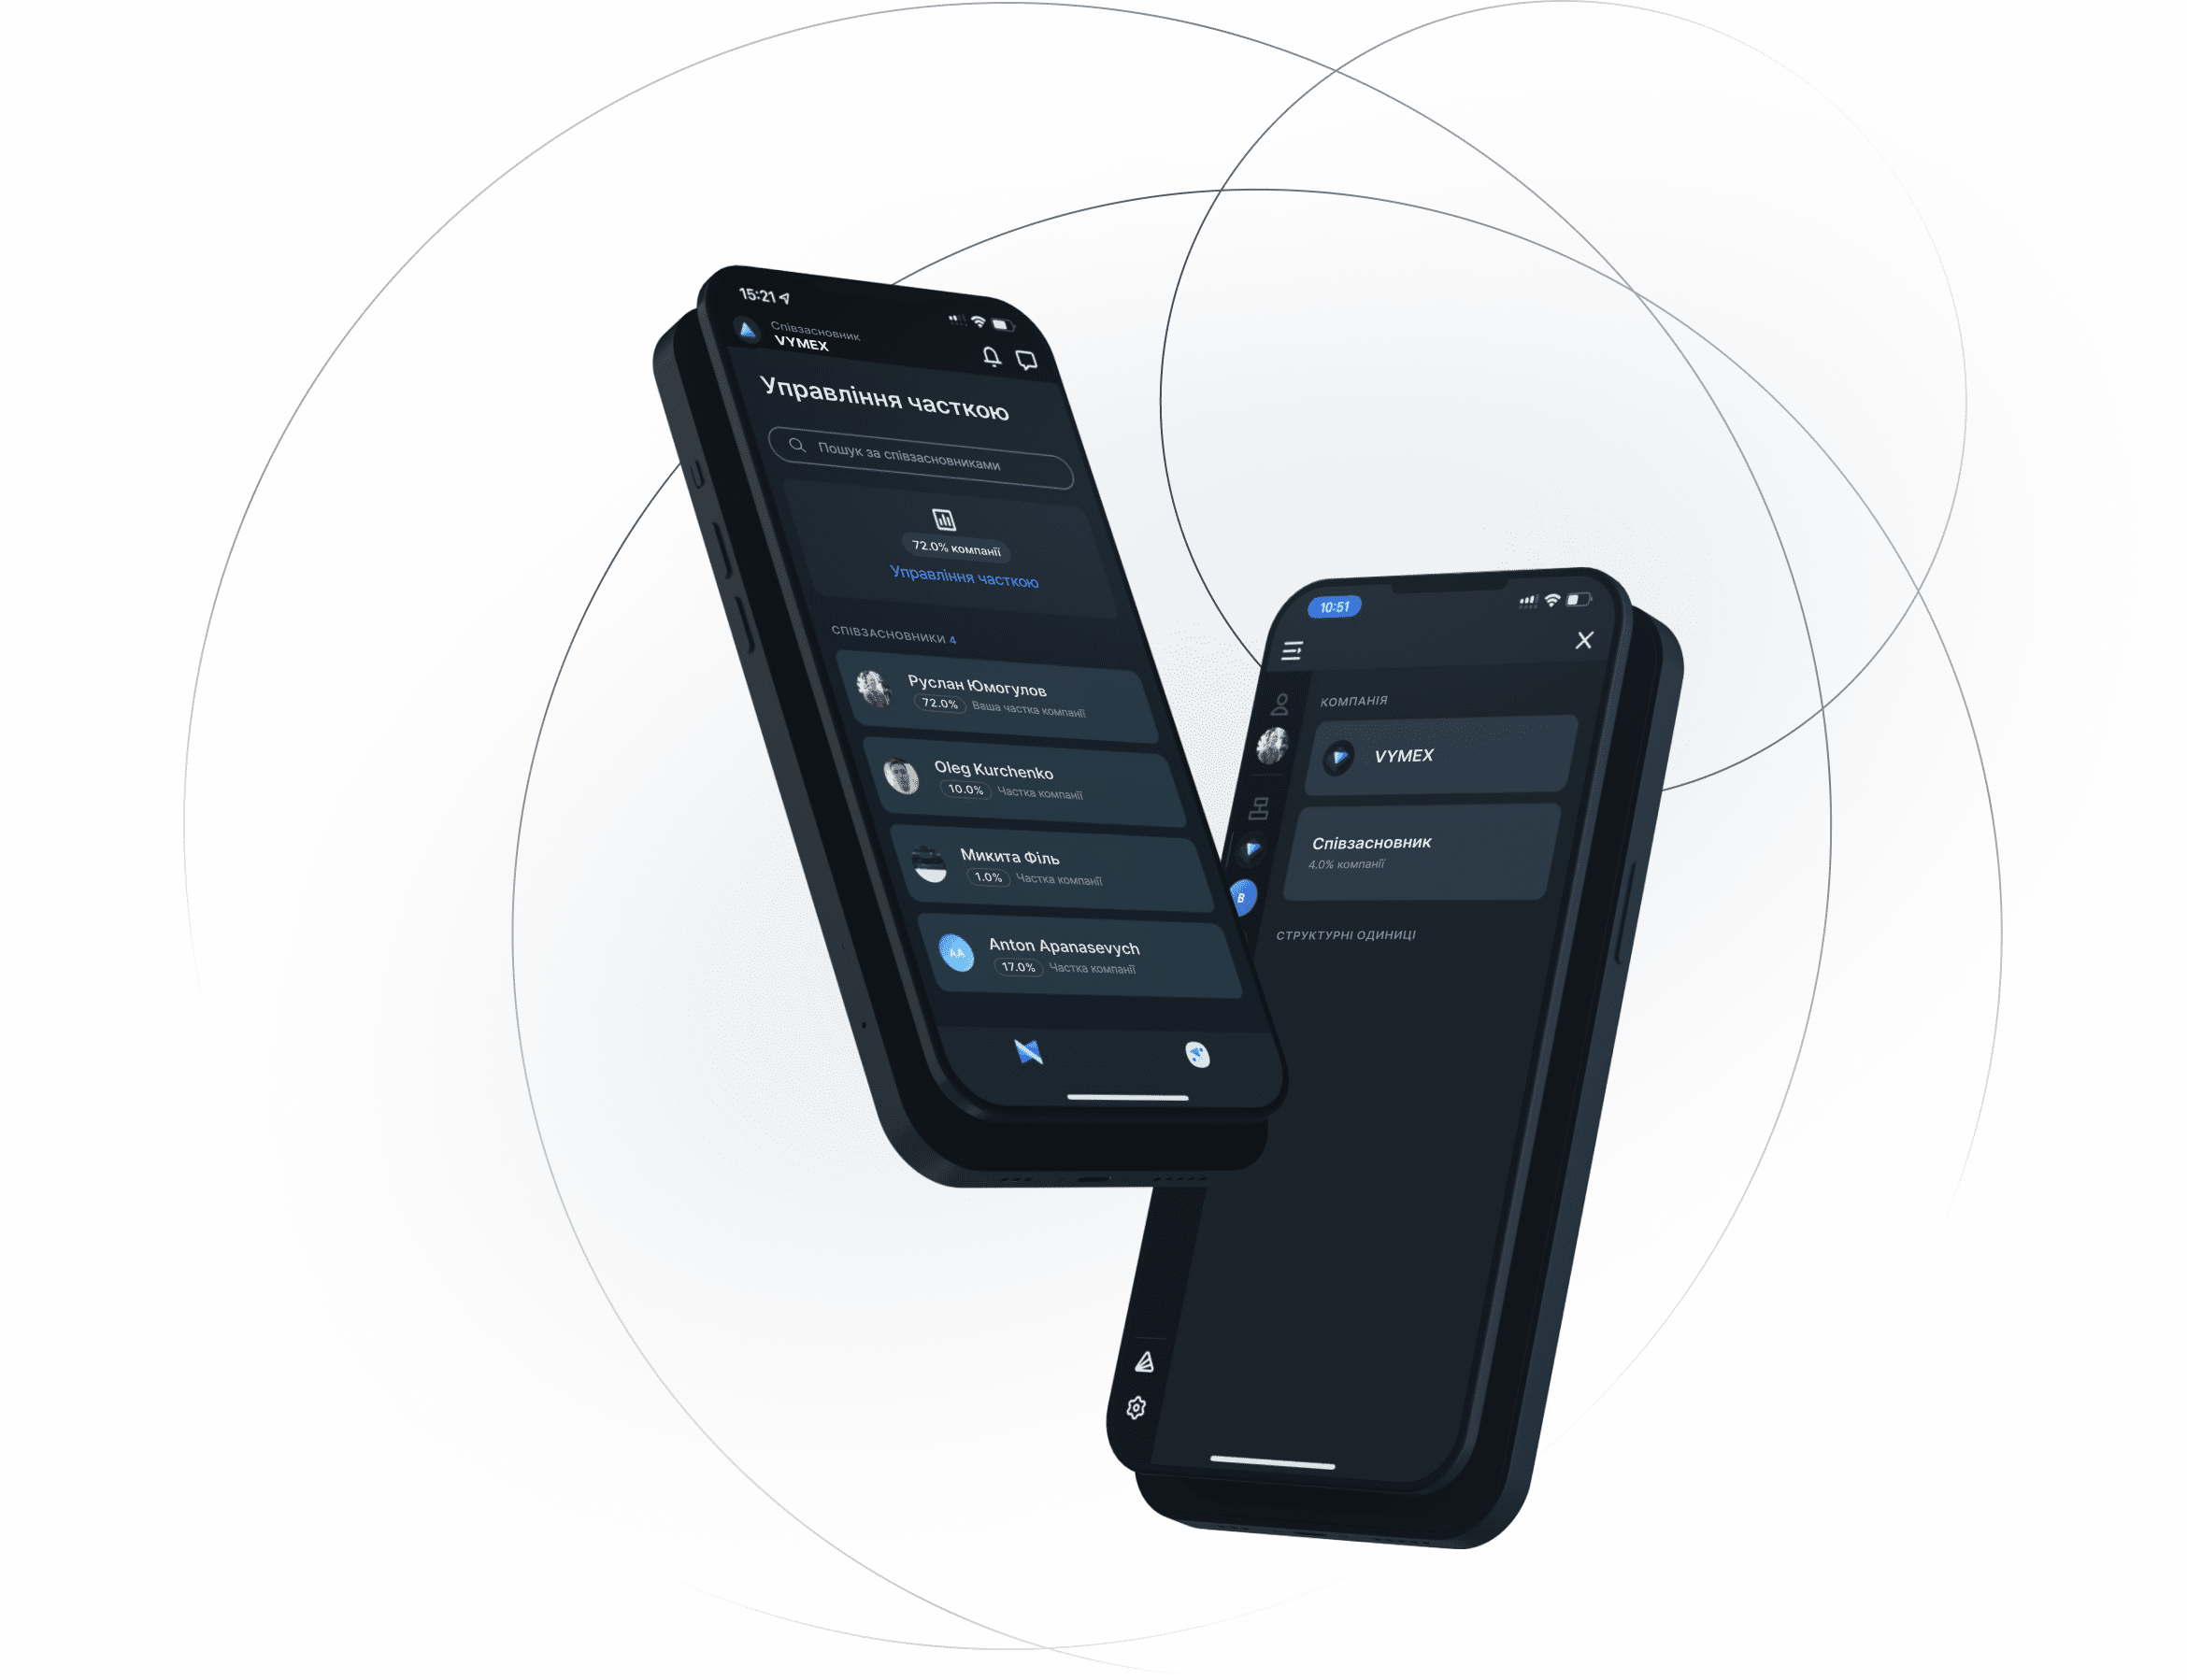 15:21
Співзасновник
VYMEX
Управління часткою
Пошук за співзасновниками
72.0% компанії
Управління часткою
СПІВЗАСНОВНИКИ 4
Руслан Юмогулов
72.0% Ваша частка компанії
Oleg Kurchenko
10.0% Частка компанії
Микита Філь
1.0% Частка компанії
AA
Anton Apanasevych
17.0% Частка компанії
10:51
КОМПАНІЯ
VYMEX
Співзасновник
4.0% компанії
B
СТРУКТУРНІ ОДИНИЦІ